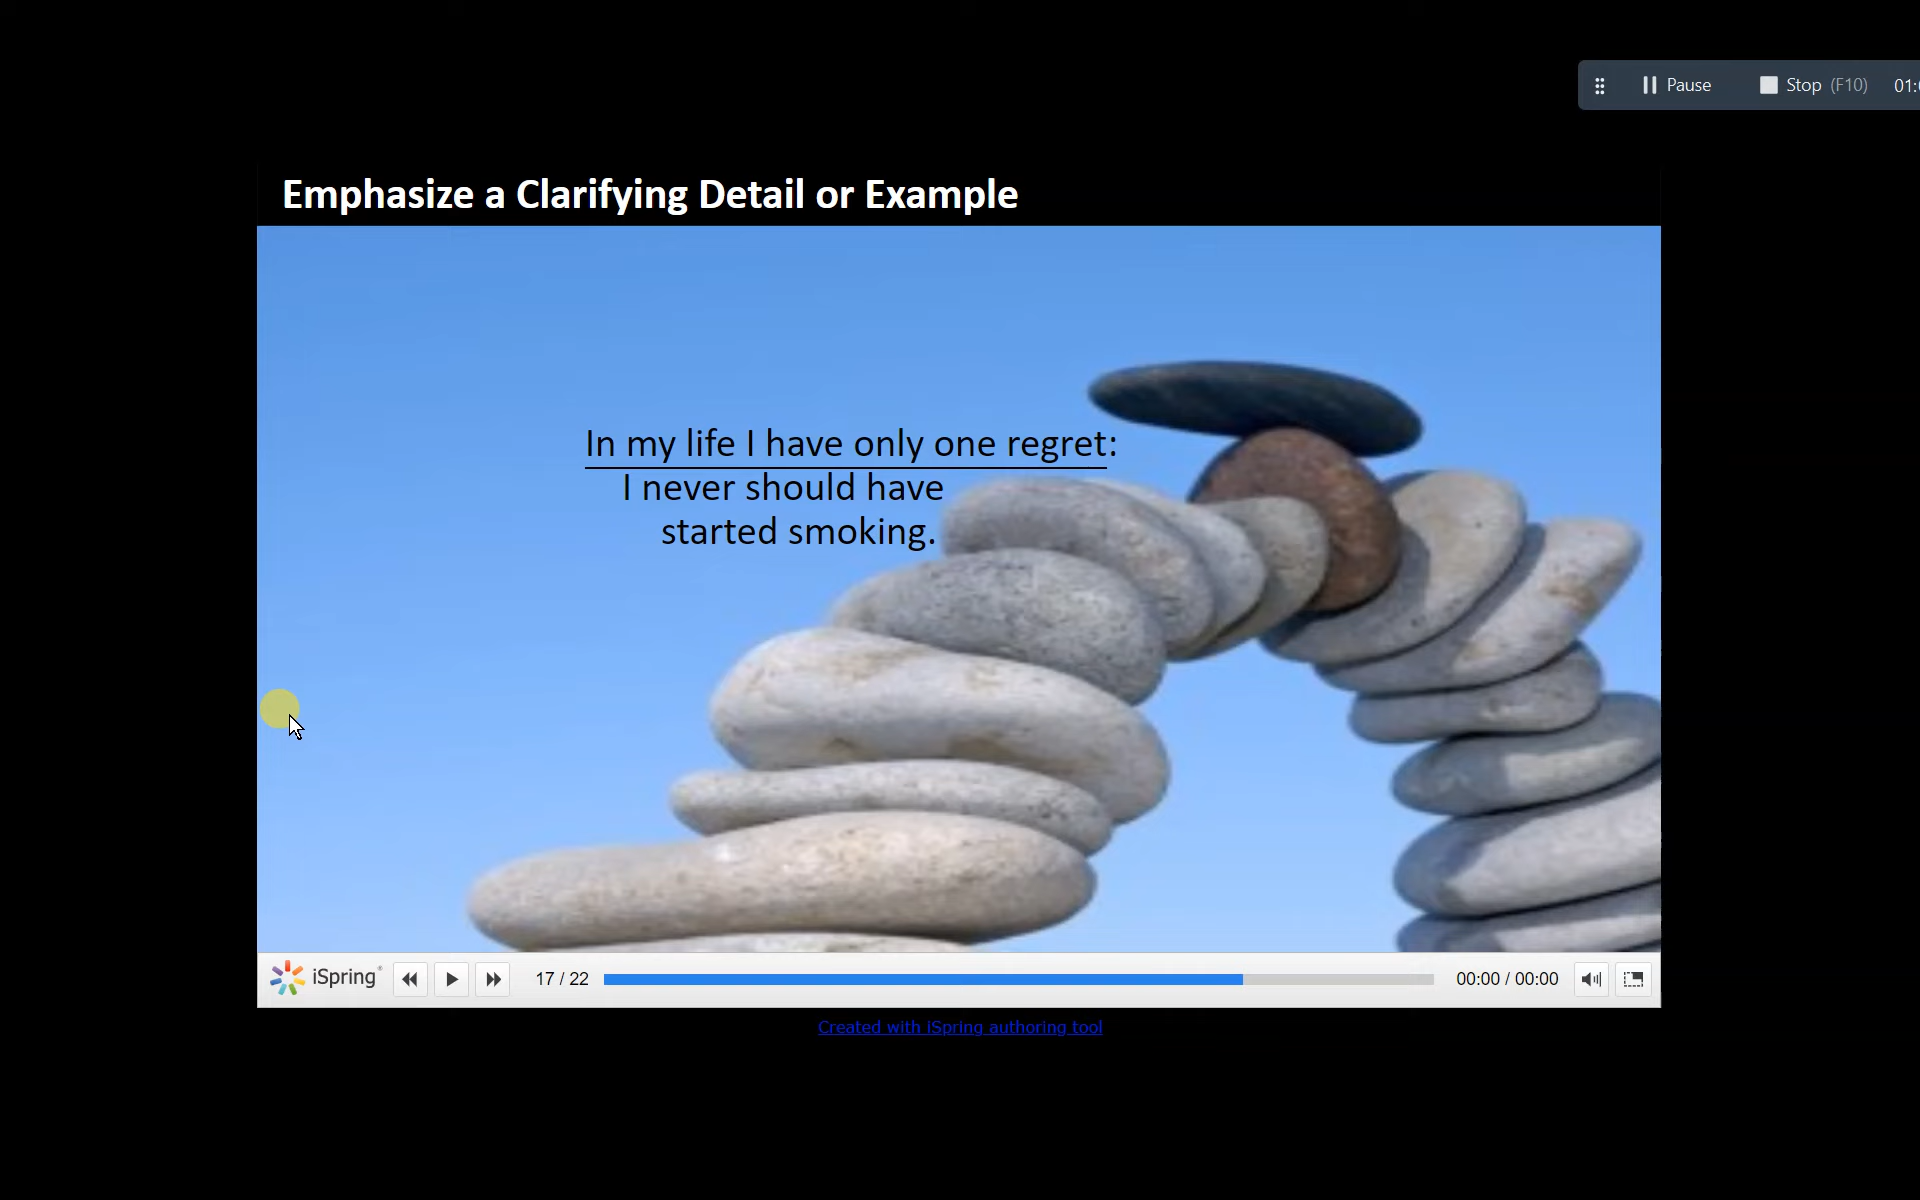 Pause
Stop (F10)
01:
Emphasize a Clarifying Detail or Example
In my life I have only one regret:
I never should have
started smoking.
iSpring®
17 / 22
00:00 / 00:00
Created with iSpring authoring tool